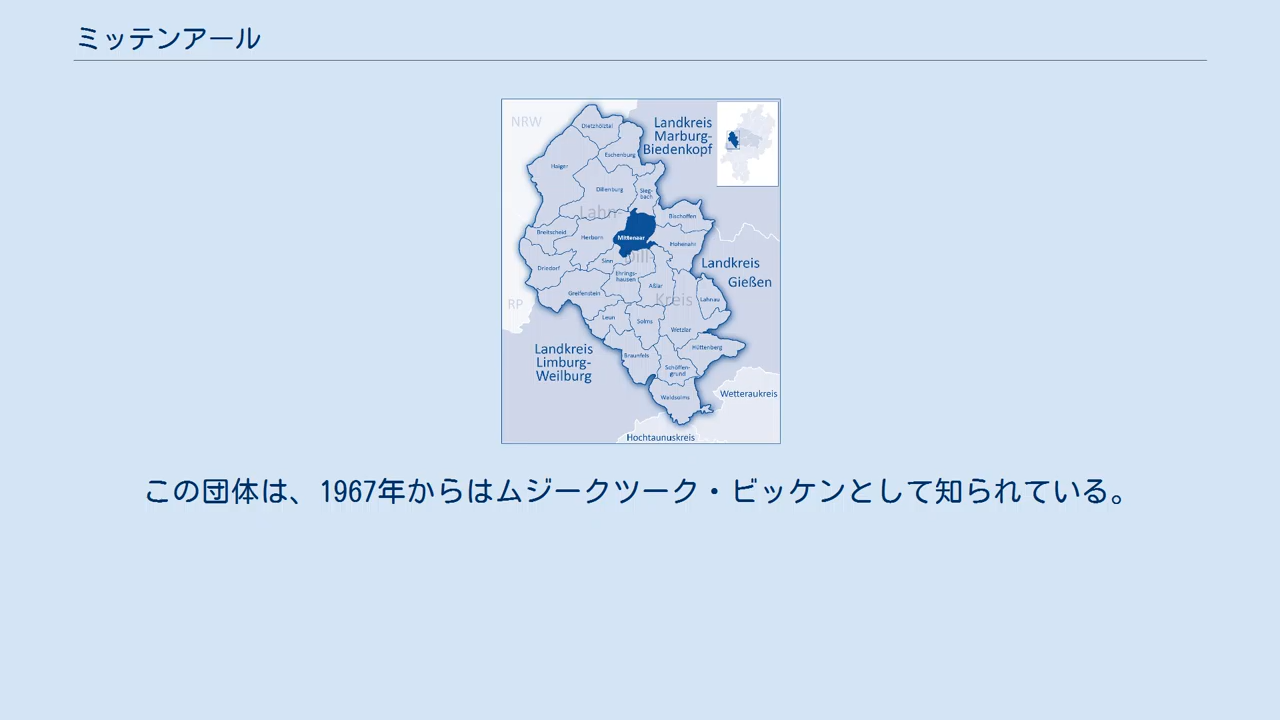 ミッテンアール
NRW
Landkreis
Marburg-
Biedenkopf
Dietzhölztal
Eschenburg
Haiger
Dillenburg
Sieg-
bach
Lahn
Bischoffen
Breitscheid
Herborn
Mittenaar
Hohenahr
Sinn
Dill
Landkreis
Gießen
Driedorf
Ehrings-
hausen
Aßlar
Greifenstein
Kreis
Lahnau
RP
Leun
Solms
Wetzlar
Landkreis
Limburg-
Weilburg
Hüttenberg
Braunfels
Schöffen-
grund
Waldsolms
Wetteraukreis
Hochtaunuskreis
この団体は、1967年からはムジークツーク・ビッケンとして知られている。